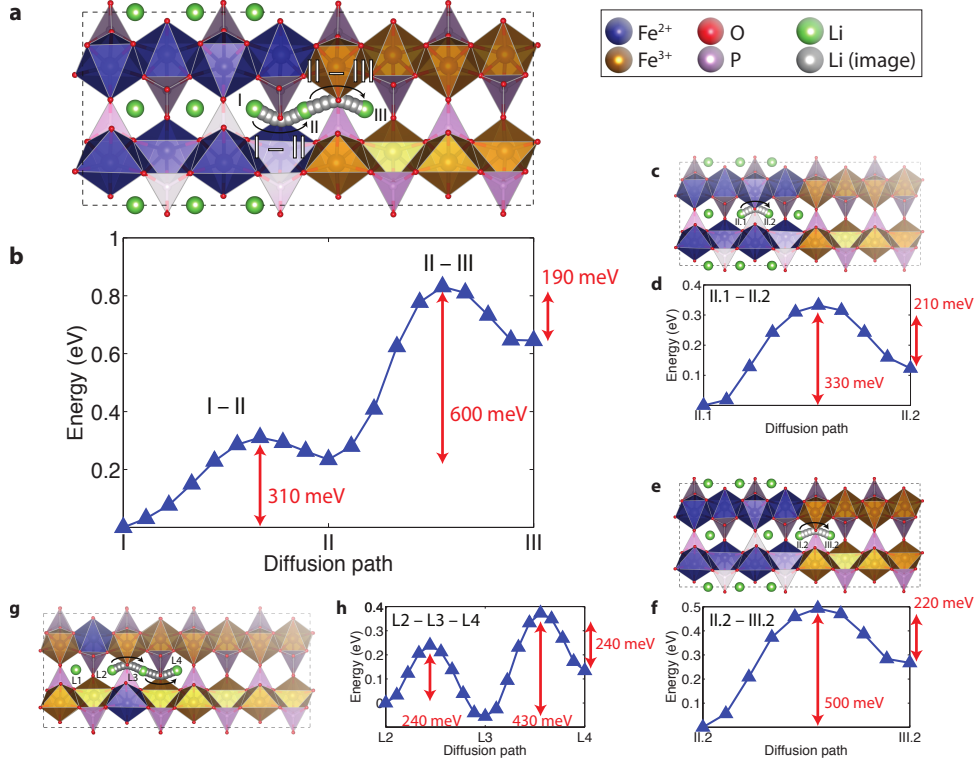 a
Fe2+
O
Li
Fe3+
P
Li (image)
I
II – III
II
III
I – II
b
1
0.8
0.6
0.4
0.2
Energy (eV)
I – II
II – III
190 meV
600 meV
310 meV
I
II
III
Diffusion path
c
II.1
II.2
d
II.1 – II.2
0.4
0.3
0.2
0.1
Energy (eV)
210 meV
330 meV
II.1
II.2
Diffusion path
e
II.2
III.2
f
II.2 – III.2
0.5
0.4
0.3
0.2
0.1
Energy (eV)
220 meV
500 meV
II.2
III.2
Diffusion path
g
L1
L2
L3
L4
h
L2 – L3 – L4
0.4
0.3
0.2
0.1
0
Energy (eV)
240 meV
240 meV
430 meV
L2
L3
L4
Diffusion path